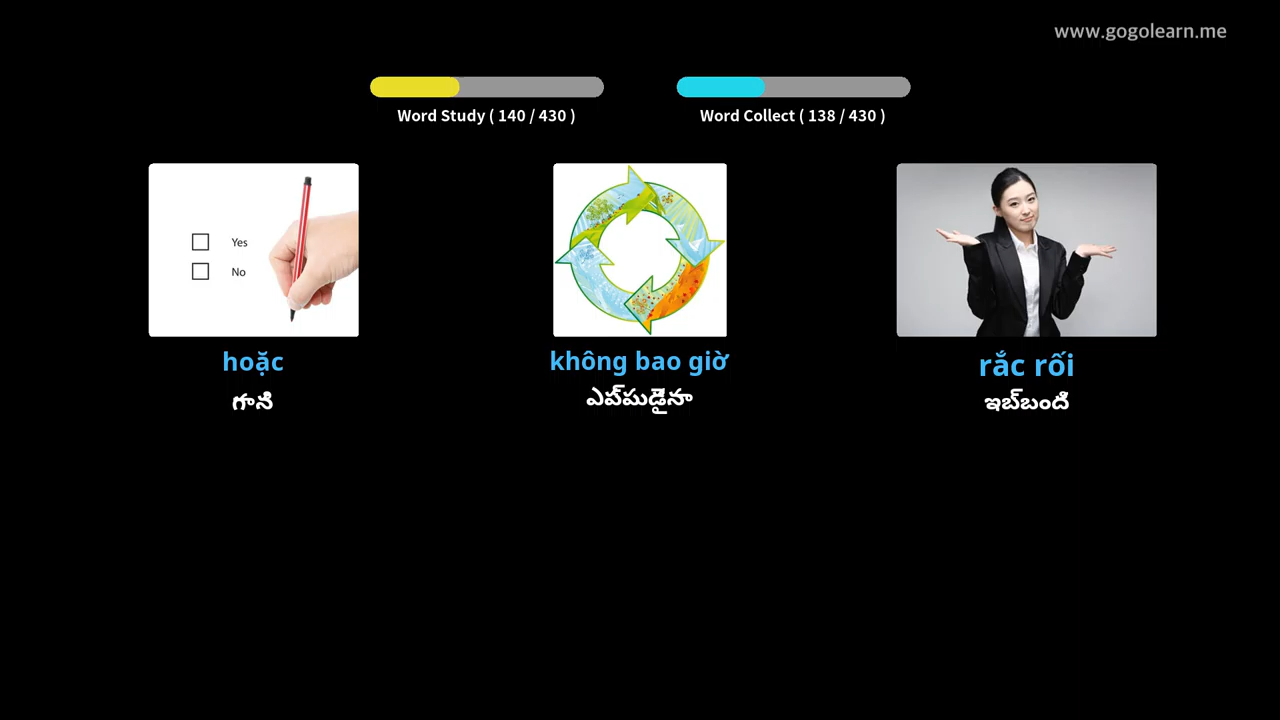 www.gogolearn.me
Word Study ( 140 / 430 )
Word Collect ( 138 / 430 )
Yes
No
hoặc
không bao giờ
rắc rối
గానీ
ఎప్పుడైనా
ఇబ్బంది